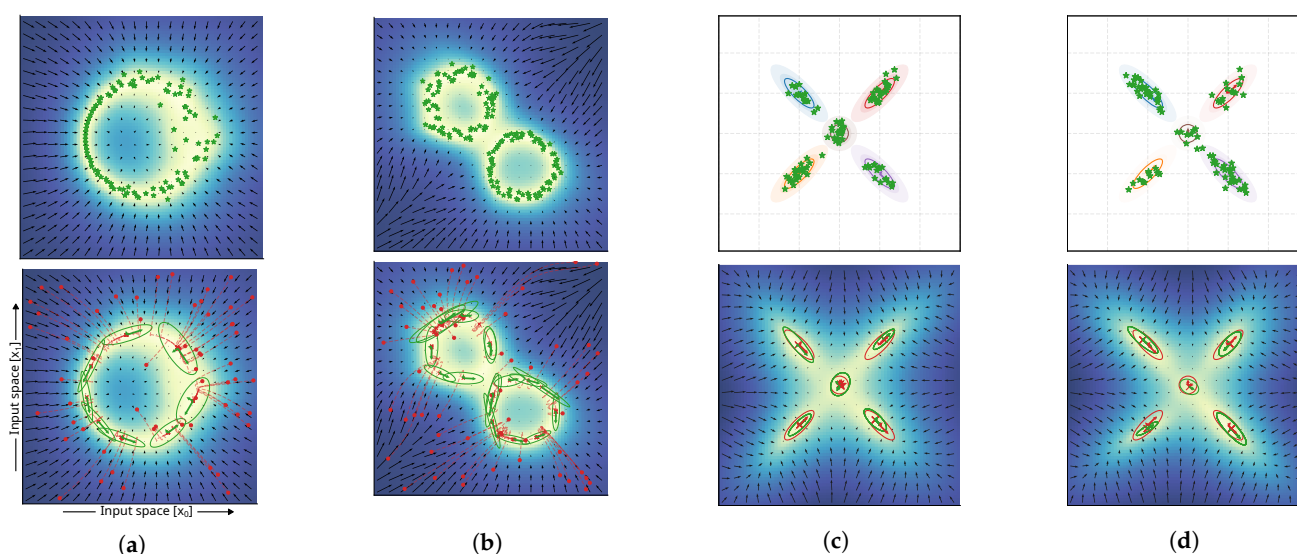 Input space [x₁]
Input space [x₀]
(a)
(b)
(c)
(d)